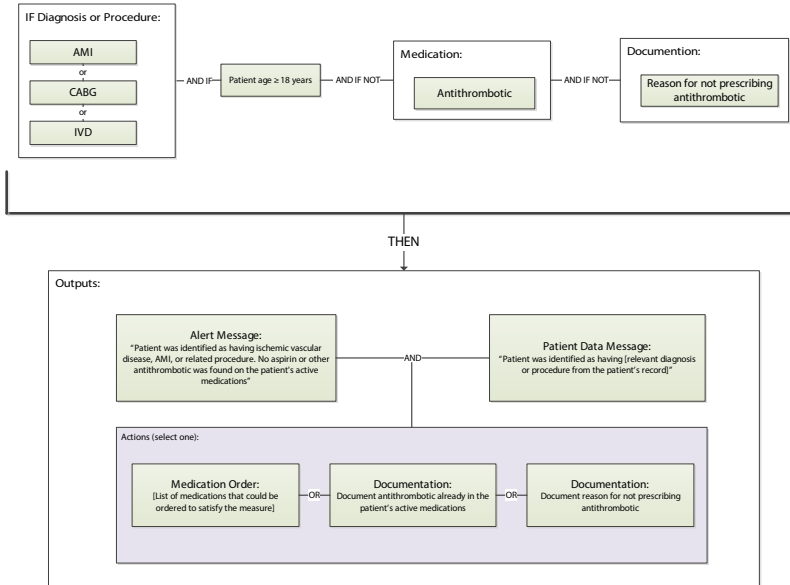 IF Diagnosis or Procedure:
AMI
or
CABG
or
IVD
AND IF
Patient age ≥ 18 years
AND IF NOT
Medication:
Antithrombotic
AND IF NOT
Documention:
Reason for not prescribing
antithrombotic
THEN
Outputs:
Alert Message:
“Patient was identified as having ischemic vascular
disease, AMI, or related procedure. No aspirin or other
antithrombotic was found on the patient’s active
medications”
AND
Patient Data Message:
“Patient was identified as having [relevant diagnosis
or procedure from the patient’s record]”
Actions (select one):
Medication Order:
[List of medications that could be
ordered to satisfy the measure]
OR
Documentation:
Document antithrombotic already in the
patient’s active medications
OR
Documentation:
Document reason for not prescribing
antithrombotic